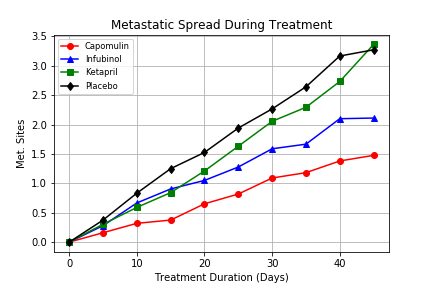 Metastatic Spread During Treatment
Capomulin
Infubinol
Ketapril
Placebo
Met. Sites
3.5
3.0
2.5
2.0
1.5
1.0
0.5
0.0
0 10 20 30 40
Treatment Duration (Days)